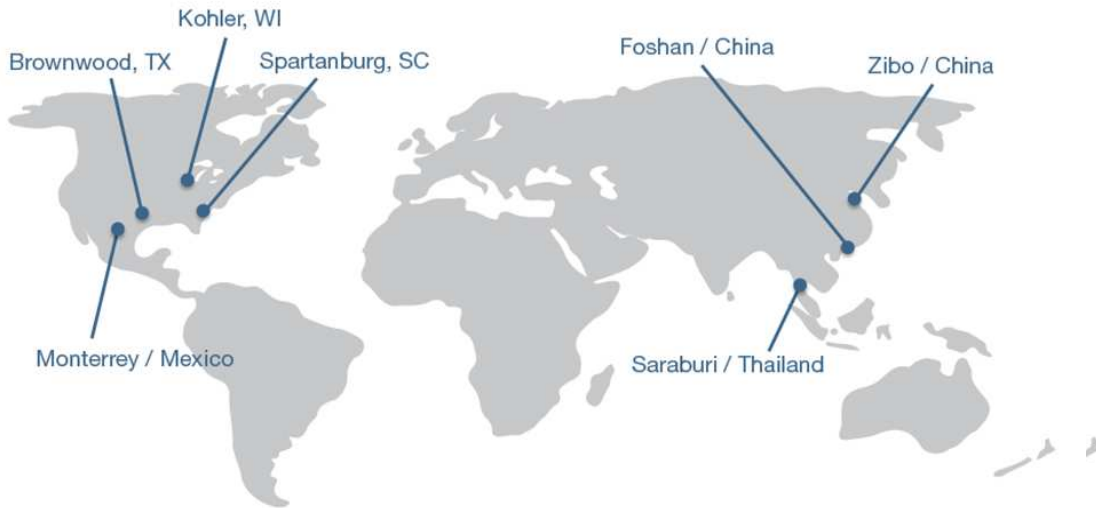 Kohler, WI
Brownwood, TX
Spartanburg, SC
Foshan / China
Zibo / China
Monterrey / Mexico
Saraburi / Thailand